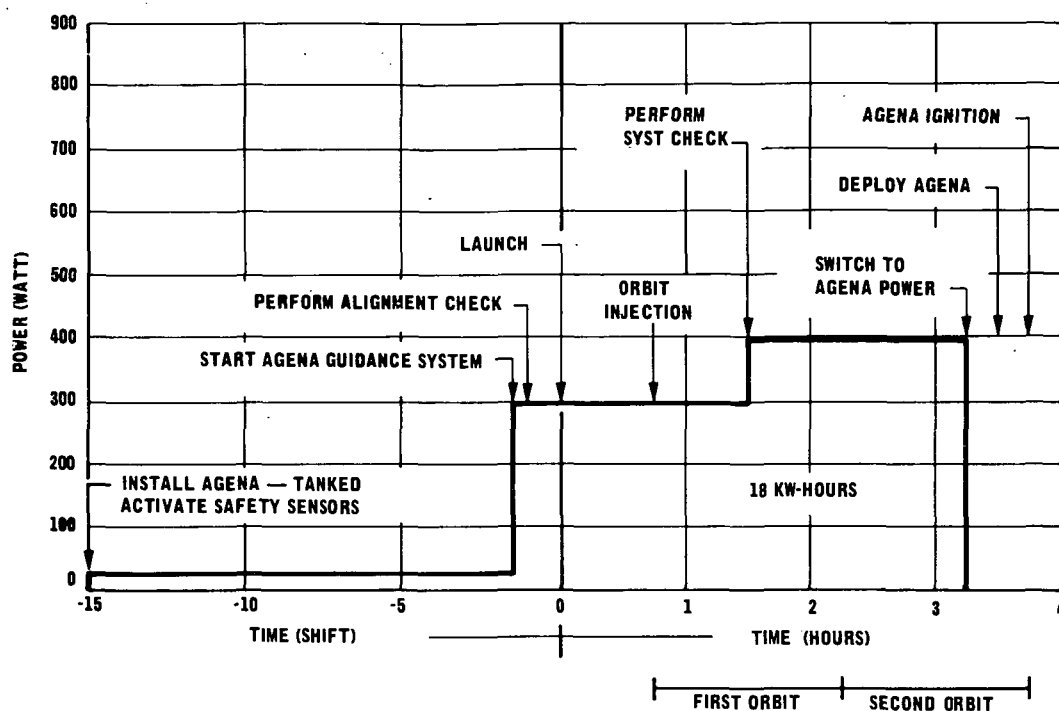 900
800
700
600
500
400
300
200
100
0
POWER (WATT)
PERFORM
SYST CHECK
AGENA IGNITION
DEPLOY AGENA
LAUNCH
SWITCH TO
AGENA POWER
ORBIT
INJECTION
PERFORM ALIGNMENT CHECK
START AGENA GUIDANCE SYSTEM
INSTALL AGENA — TANKED
ACTIVATE SAFETY SENSORS
18 KW-HOURS
-15 -10 -5 0 1 2 3 4
TIME (SHIFT) TIME (HOURS)
FIRST ORBIT SECOND ORBIT